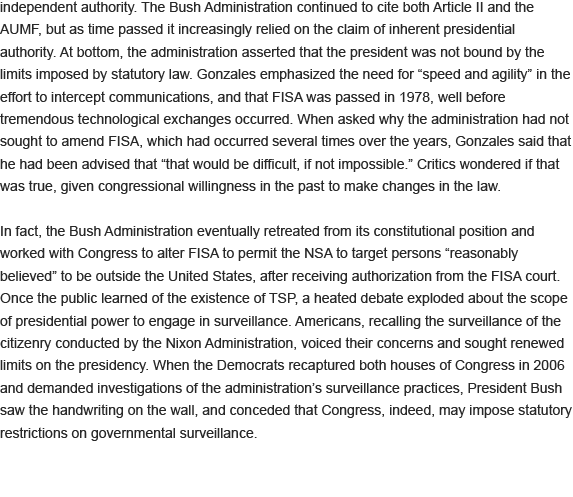 independent authority. The Bush Administration continued to cite both Article II and the
AUMF, but as time passed it increasingly relied on the claim of inherent presidential
authority. At bottom, the administration asserted that the president was not bound by the
limits imposed by statutory law. Gonzales emphasized the need for “speed and agility” in the
effort to intercept communications, and that FISA was passed in 1978, well before
tremendous technological exchanges occurred. When asked why the administration had not
sought to amend FISA, which had occurred several times over the years, Gonzales said that
he had been advised that “that would be difficult, if not impossible.” Critics wondered if that
was true, given congressional willingness in the past to make changes in the law.

In fact, the Bush Administration eventually retreated from its constitutional position and
worked with Congress to alter FISA to permit the NSA to target persons “reasonably
believed” to be outside the United States, after receiving authorization from the FISA court.
Once the public learned of the existence of TSP, a heated debate exploded about the scope
of presidential power to engage in surveillance. Americans, recalling the surveillance of the
citizenry conducted by the Nixon Administration, voiced their concerns and sought renewed
limits on the presidency. When the Democrats recaptured both houses of Congress in 2006
and demanded investigations of the administration’s surveillance practices, President Bush
saw the handwriting on the wall, and conceded that Congress, indeed, may impose statutory
restrictions on governmental surveillance.